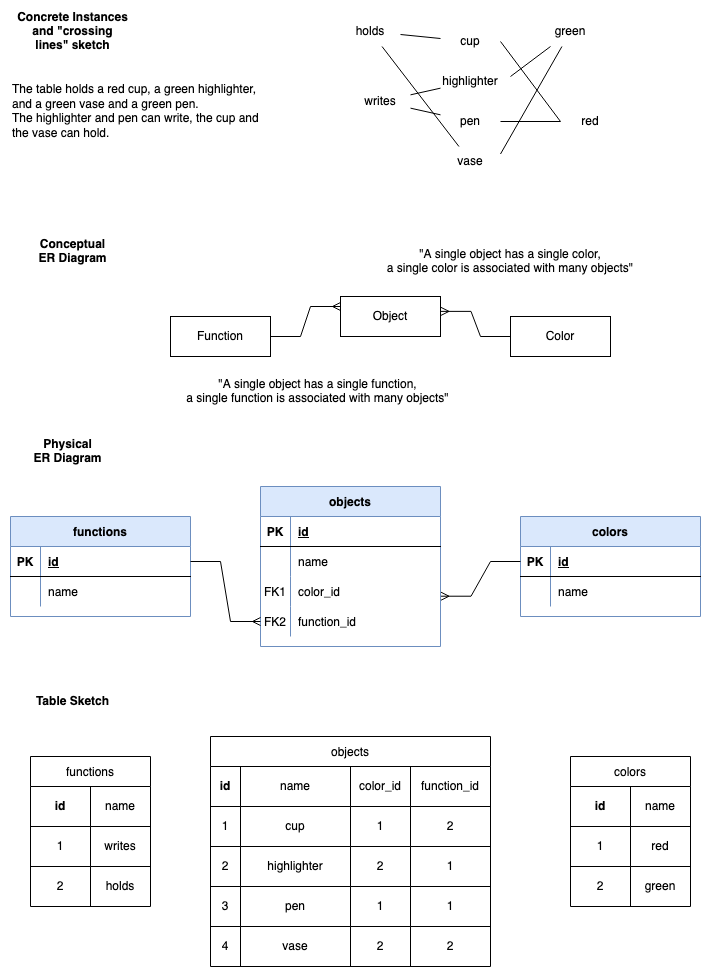 Concrete Instances
and "crossing
lines" sketch
The table holds a red cup, a green highlighter,
and a green vase and a green pen.
The highlighter and pen can write, the cup and
the vase can hold.
holds
cup
green
highlighter
writes
pen
red
vase
Conceptual
ER Diagram
"A single object has a single color,
a single color is associated with many objects"
Function
Object
Color
"A single object has a single function,
a single function is associated with many objects"
Physical
ER Diagram
functions
PK id
name
objects
PK id
name
FK1 color_id
FK2 function_id
colors
PK id
name
Table Sketch
functions
id name
1 writes
2 holds
objects
id name color_id function_id
1 cup 1 2
2 highlighter 2 1
3 pen 1 1
4 vase 2 2
colors
id name
1 red
2 green